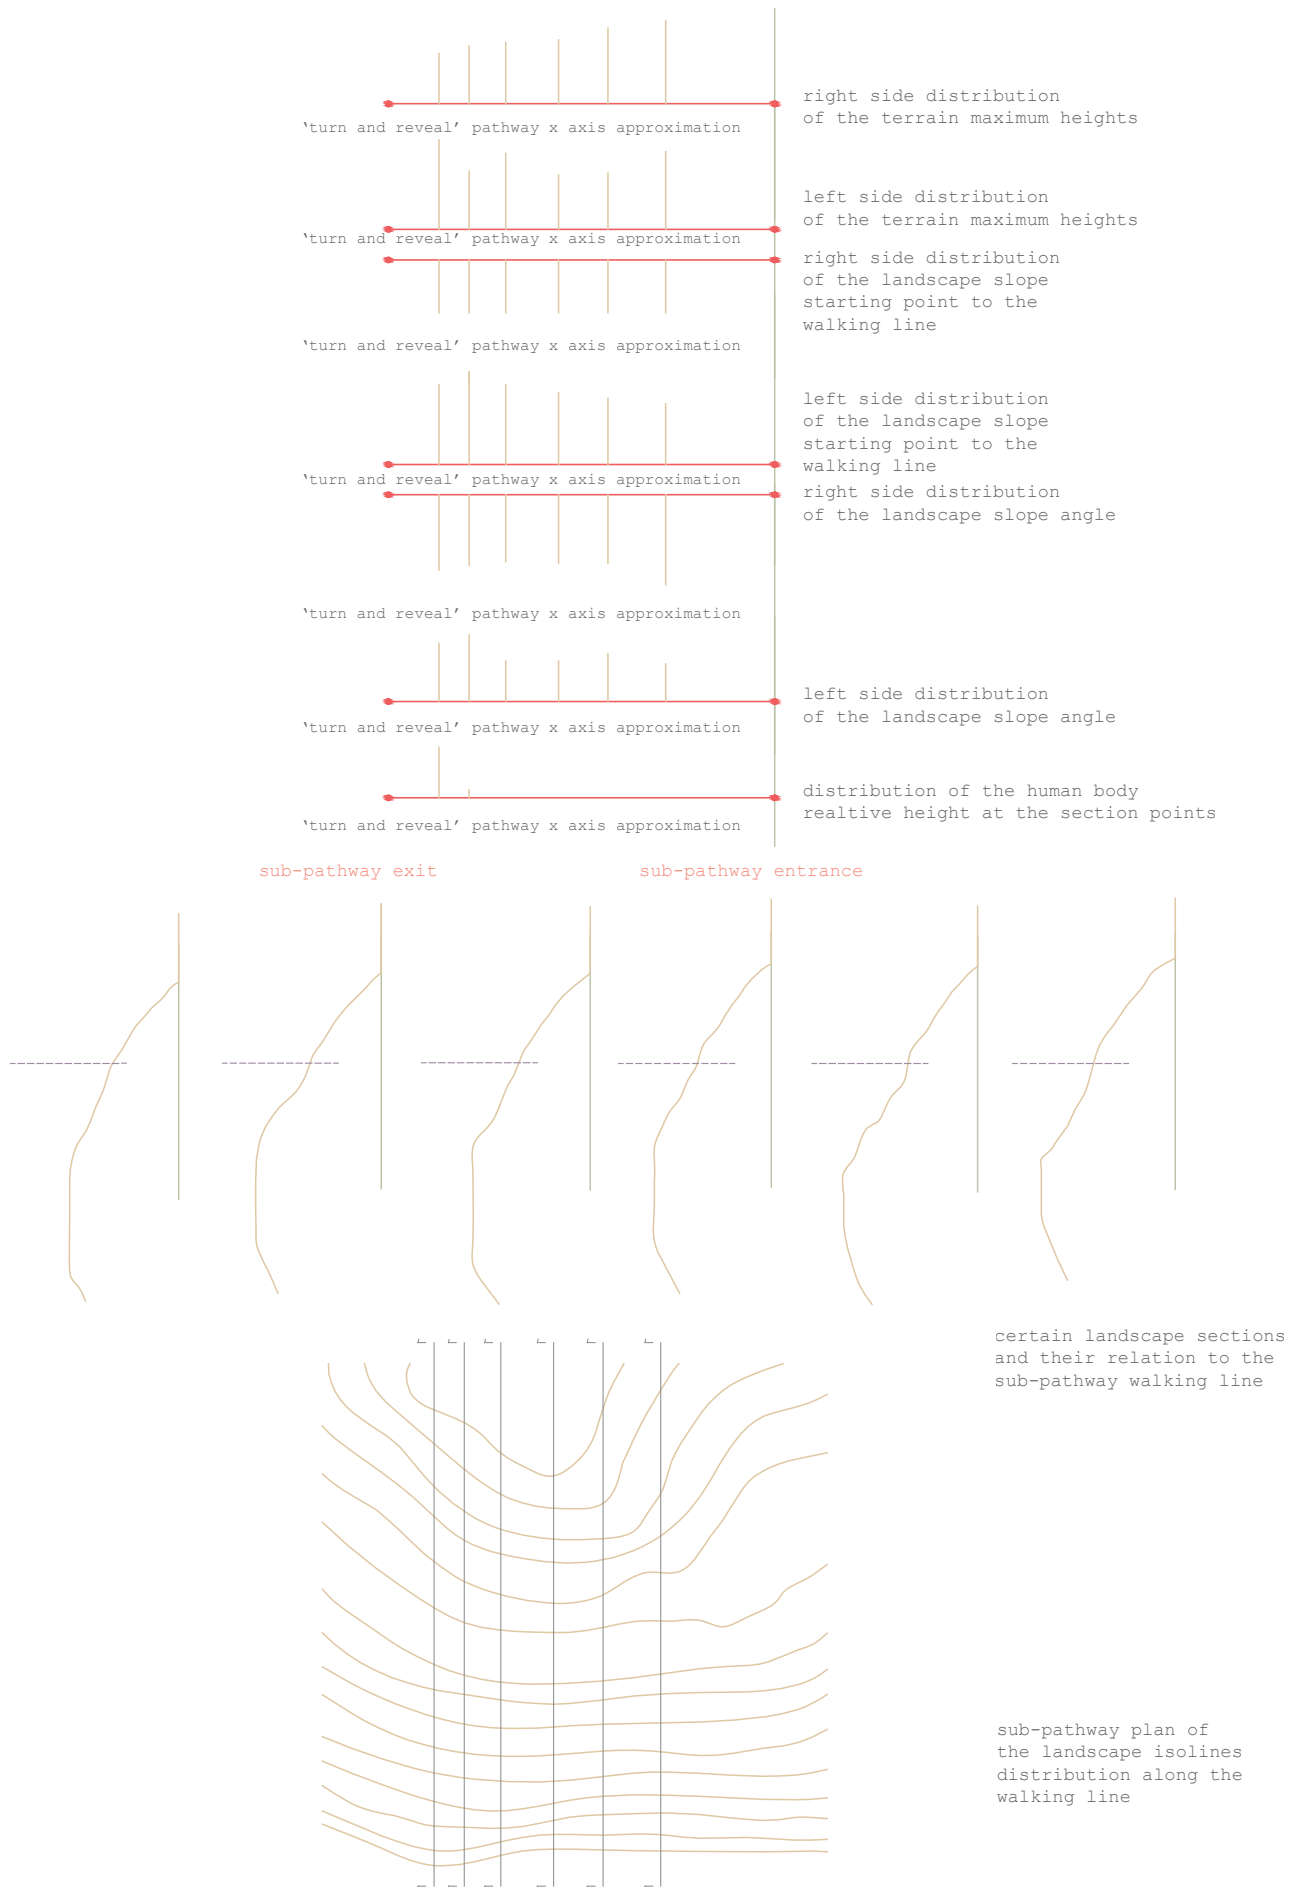 right side distribution
of the terrain maximum heights
‘turn and reveal’ pathway x axis approximation
left side distribution
of the terrain maximum heights
‘turn and reveal’ pathway x axis approximation
right side distribution
of the landscape slope
starting point to the
walking line
‘turn and reveal’ pathway x axis approximation
left side distribution
of the landscape slope
starting point to the
walking line
‘turn and reveal’ pathway x axis approximation
right side distribution
of the landscape slope angle
‘turn and reveal’ pathway x axis approximation
left side distribution
of the landscape slope angle
‘turn and reveal’ pathway x axis approximation
distribution of the human body
realtive height at the section points
‘turn and reveal’ pathway x axis approximation
sub-pathway exit
sub-pathway entrance
certain landscape sections
and their relation to the
sub-pathway walking line
sub-pathway plan of
the landscape isolines
distribution along the
walking line